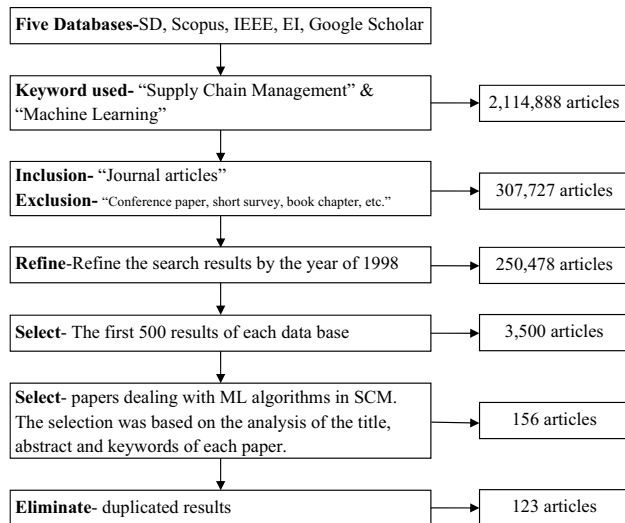 Five Databases-SD, Scopus, IEEE, EI, Google Scholar
Keyword used- “Supply Chain Management” &
“Machine Learning”
2,114,888 articles
Inclusion- “Journal articles”
Exclusion- “Conference paper, short survey, book chapter, etc.”
307,727 articles
Refine-Refine the search results by the year of 1998
250,478 articles
Select- The first 500 results of each data base
3,500 articles
Select- papers dealing with ML algorithms in SCM.
The selection was based on the analysis of the title,
abstract and keywords of each paper.
156 articles
Eliminate- duplicated results
123 articles